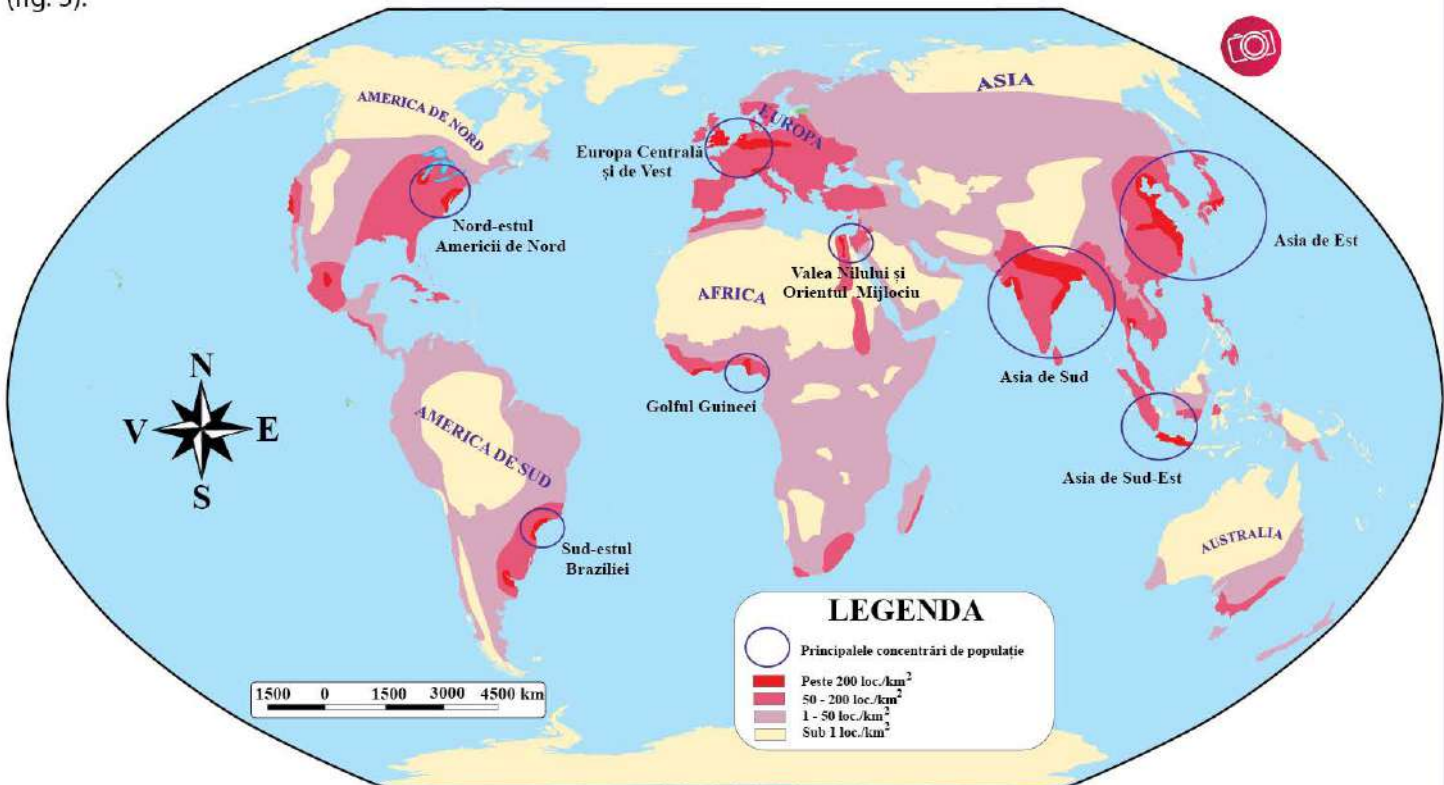 (fig. 5).
AMERICA DE NORD
ASIA
EUROPA
Europa Centrală
și de Vest
Nord-estul
Americii de Nord
Asia de Est
Valea Nilului și
Orientul Mijlociu
AFRICA
Asia de Sud
Golful Guineei
N
V
E
S
AMERICA DE SUD
Asia de Sud-Est
Sud-estul
Braziliei
AUSTRALIA
LEGENDA
Principalele concentrări de populație
Peste 200 loc./km²
50 - 200 loc./km²
1 - 50 loc./km²
Sub 1 loc./km²
1500 0 1500 3000 4500 km